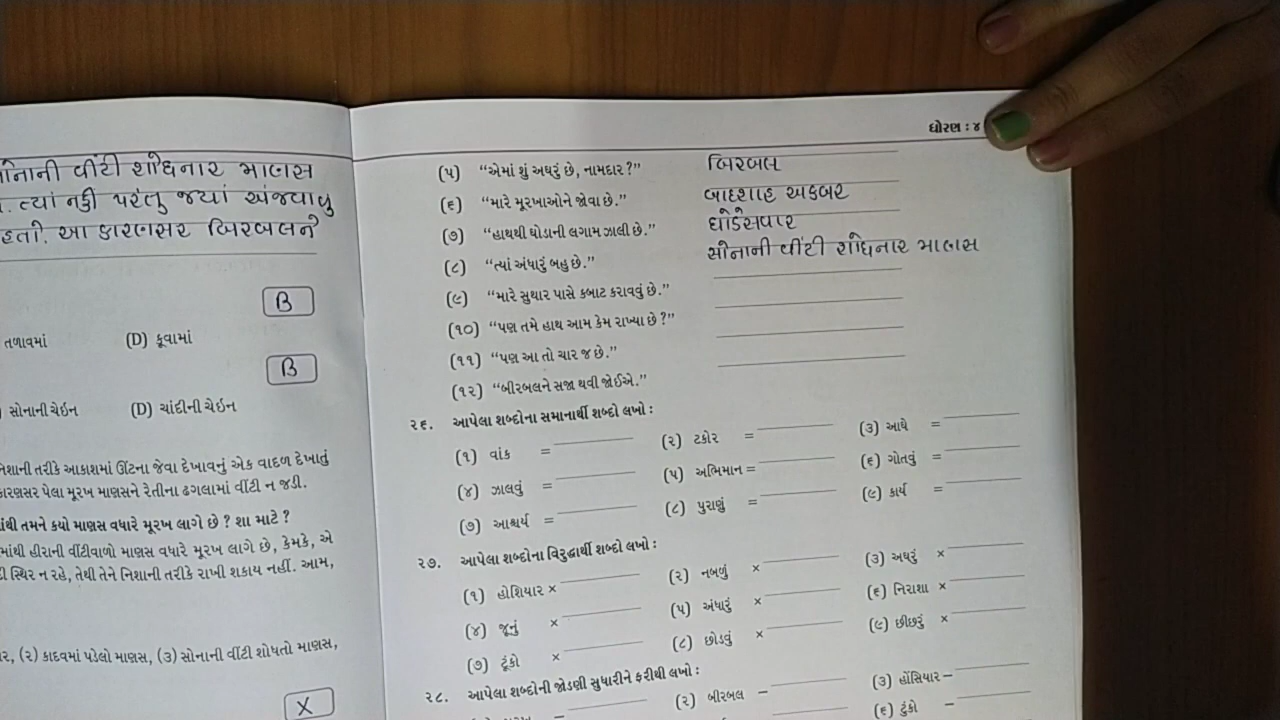 સોનાની વીંટી શોધનાર માણસ
ત્યાં નહી પરંતુ જ્યાં અંજવાળુ
હતો. આ કારણસર બિરબલને
B
તળાવમાં (D) કૂવામાં
B
સોનાની ચેઇન (D) ચાંદીની ચેઇન
નિશાની તરીકે આકાશમાં ઊંટના જેવા દેખાવનું એક વાદળ દેખાતું
કારણસર પેલા મૂરખ માણસને રેતીના ઢગલામાં વીંટી ન જડી.
તમને કયો માણસ વધારે મૂરખ લાગે છે ? શા માટે ?
હીરાની વીંટીવાળો માણસ વધારે મૂરખ લાગે છે, કેમકે, એ
સ્થિર ન રહે, તેથી તેને નિશાની તરીકે રાખી શકાય નહીં. આમ,
(૨) કાદવમાં પડેલો માણસ, (૩) સોનાની વીંટી શોધતો માણસ,
X
ધોરણ : ૪
(૫) “એમાં શું અઘરું છે, નામદાર ?” બિરબલ
(૬) “મારે મૂરખાઓને જોવા છે.” બાદશાહ અકબર
(૭) “હાથથી ઘોડાની લગામ ઝાલી છે.” ઘોડેસવાર
(૮) “ત્યાં અંધારું બહુ છે.” સોનાની વીંટી શોધનાર માણસ
(૯) “મારે સુથાર પાસે કબાટ કરાવવું છે.”
(૧૦) “પણ તમે હાથ આમ કેમ રાખ્યા છે ?”
(૧૧) “પણ આ તો ચાર જ છે.”
(૧૨) “બીરબલને સજા થવી જોઈએ.”
૨૬. આપેલા શબ્દોના સમાનાર્થી શબ્દો લખો :
(૧) વાંક = (૨) ટકોર = (૩) આઘે =
(૪) ઝાલવું = (૫) અભિમાન = (૬) ગોતવું =
(૭) આશ્ચર્ય = (૮) પુરાણું = (૯) કાર્ય =
૨૭. આપેલા શબ્દોના વિરુદ્ધાર્થી શબ્દો લખો :
(૧) હોશિયાર × (૨) નબળું × (૩) અઘરું ×
(૪) જૂનું × (૫) અંધારું × (૬) નિરાશા ×
(૭) ટૂંકો × (૮) છોડવું × (૯) છીછરું ×
૨૮. આપેલા શબ્દોની જોડણી સુધારીને ફરીથી લખો :
(૨) બીરબલ – (૩) હોંસિયાર –
(૬) ટુંકો –